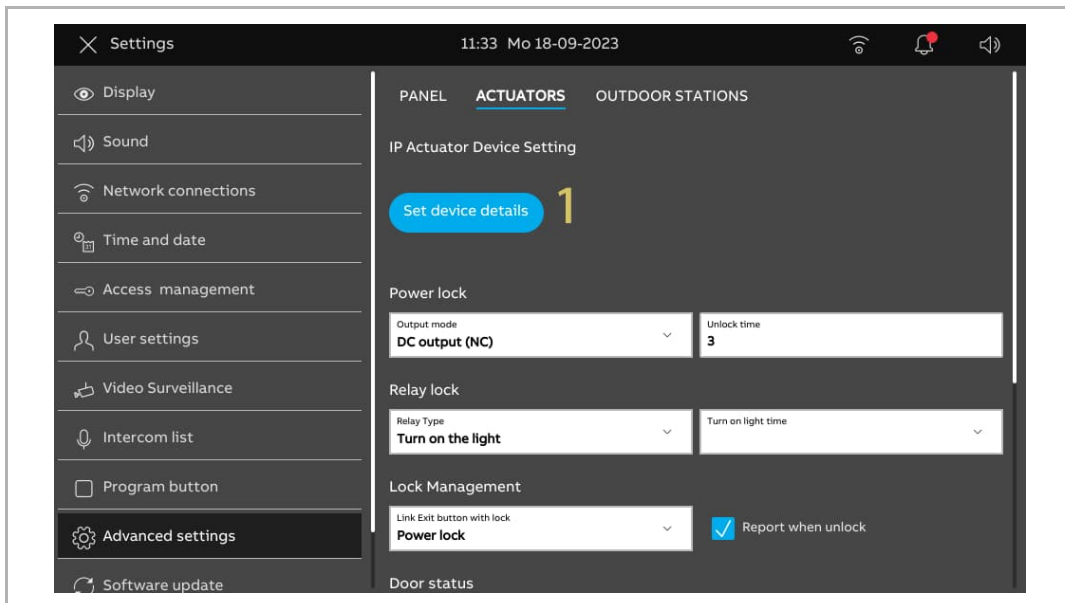 Settings
11:33 Mo 18-09-2023
Display
Sound
Network connections
Time and date
Access management
User settings
Video Surveillance
Intercom list
Program button
Advanced settings
Software update
PANEL ACTUATORS OUTDOOR STATIONS
IP Actuator Device Setting
Set device details 1
Power lock
Output mode
DC output (NC)
Unlock time
3
Relay lock
Relay Type
Turn on the light
Turn on light time
Lock Management
Link Exit button with lock
Power lock
Report when unlock
Door status